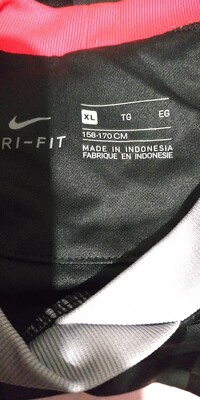 XL TG EG
RI-FIT 158-170 CM
MADE IN INDONESIA
FABRIQUE EN INDONESIE